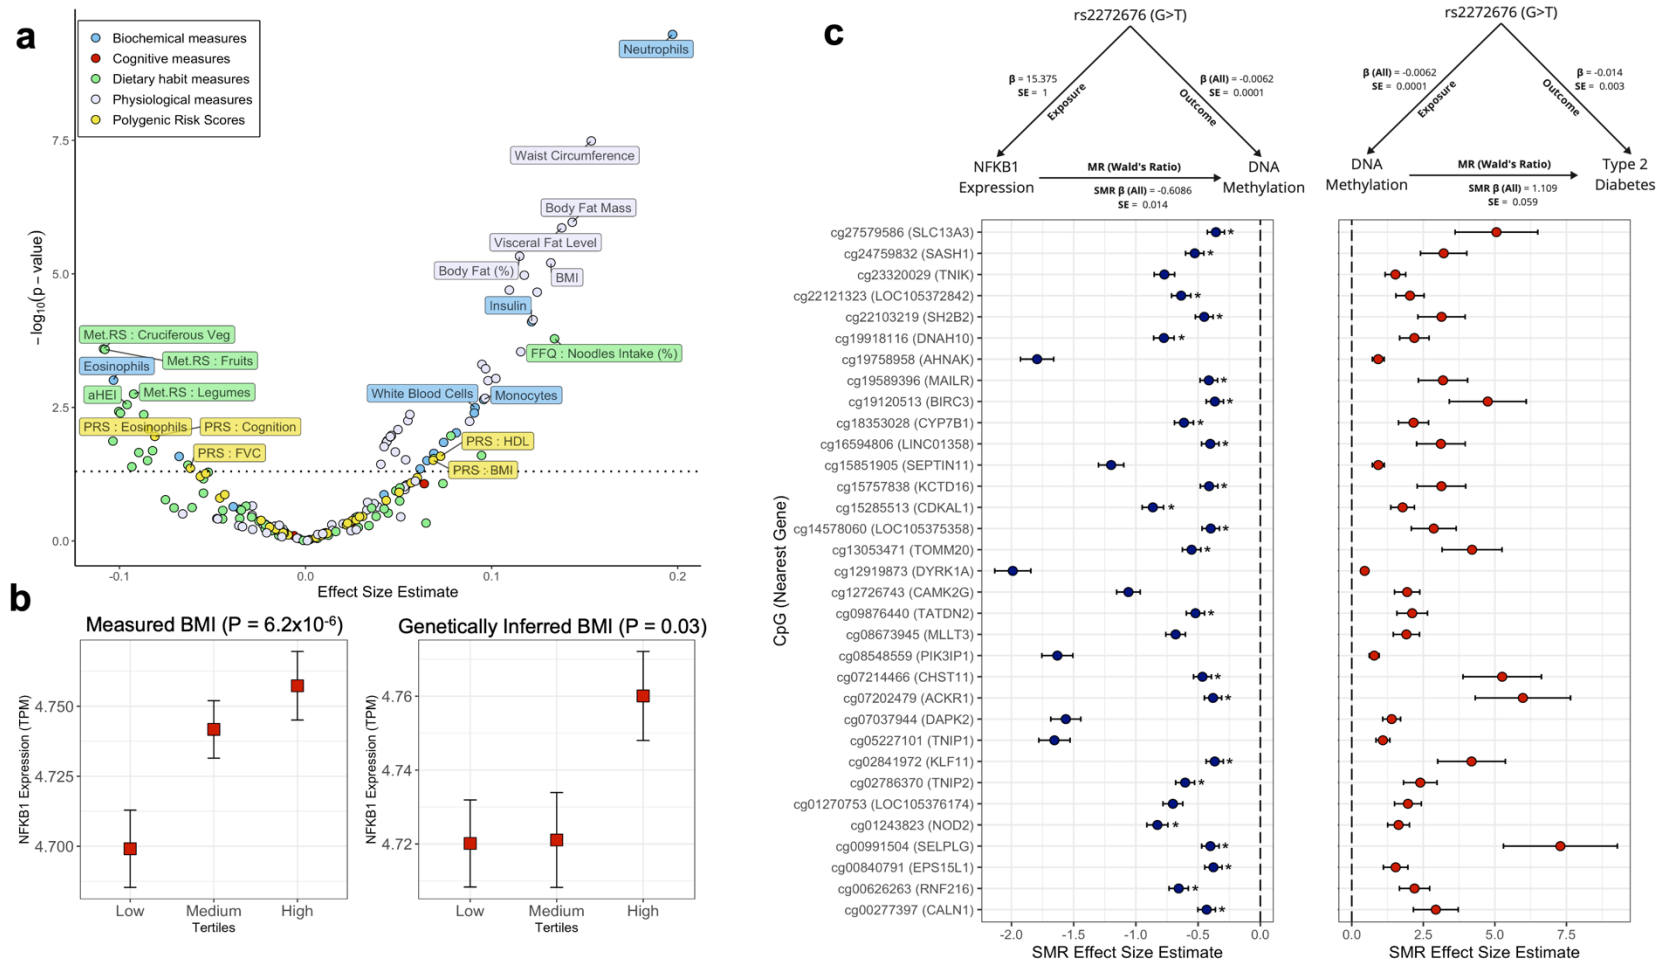 a
Biochemical measures
Cognitive measures
Dietary habit measures
Physiological measures
Polygenic Risk Scores
Neutrophils
Waist Circumference
Body Fat Mass
Visceral Fat Level
Body Fat (%)
BMI
Insulin
Met.RS : Cruciferous Veg
Met.RS : Fruits
FFQ : Noodles Intake (%)
Eosinophils
aHEI
Met.RS : Legumes
White Blood Cells
Monocytes
PRS : Eosinophils
PRS : Cognition
PRS : HDL
PRS : FVC
PRS : BMI
7.5
5.0
2.5
0.0
−log10(p − value)
-0.1
0.0
0.1
0.2
Effect Size Estimate
b
Measured BMI (P = 6.2x10-6)
4.750
4.725
4.700
NFKB1 Expression (TPM)
Low
Medium
High
Tertiles
Genetically Inferred BMI (P = 0.03)
4.76
4.74
4.72
NFKB1 Expression (TPM)
Low
Medium
High
Tertiles
c
rs2272676 (G>T)
β = 15.375
SE = 1
Exposure
β (All) = -0.0062
SE = 0.0001
Outcome
NFKB1
Expression
MR (Wald's Ratio)
SMR β (All) = -0.6086
SE = 0.014
DNA
Methylation
rs2272676 (G>T)
β (All) = -0.0062
SE = 0.0001
Exposure
β = -0.014
SE = 0.003
Outcome
DNA
Methylation
MR (Wald's Ratio)
SMR β (All) = 1.109
SE = 0.059
Type 2
Diabetes
CpG (Nearest Gene)
cg27579586 (SLC13A3)
*
cg24759832 (SASH1)
*
cg23320029 (TNIK)
cg22121323 (LOC105372842)
*
cg22103219 (SH2B2)
*
cg19918116 (DNAH10)
*
cg19758958 (AHNAK)
cg19589396 (MAILR)
*
cg19120513 (BIRC3)
*
cg18353028 (CYP7B1)
*
cg16594806 (LINC01358)
*
cg15851905 (SEPTIN11)
cg15757838 (KCTD16)
*
cg15285513 (CDKAL1)
*
cg14578060 (LOC105375358)
*
cg13053471 (TOMM20)
*
cg12919873 (DYRK1A)
cg12726743 (CAMK2G)
cg09876440 (TATDN2)
*
cg08673945 (MLLT3)
cg08548559 (PIK3IP1)
cg07214466 (CHST11)
*
cg07202479 (ACKR1)
*
cg07037944 (DAPK2)
cg05227101 (TNIP1)
cg02841972 (KLF11)
*
cg02786370 (TNIP2)
*
cg01270753 (LOC105376174)
cg01243823 (NOD2)
*
cg00991504 (SELPLG)
*
cg00840791 (EPS15L1)
*
cg00626263 (RNF216)
*
cg00277397 (CALN1)
*
-2.0
-1.5
-1.0
-0.5
0.0
SMR Effect Size Estimate
0.0
2.5
5.0
7.5
SMR Effect Size Estimate